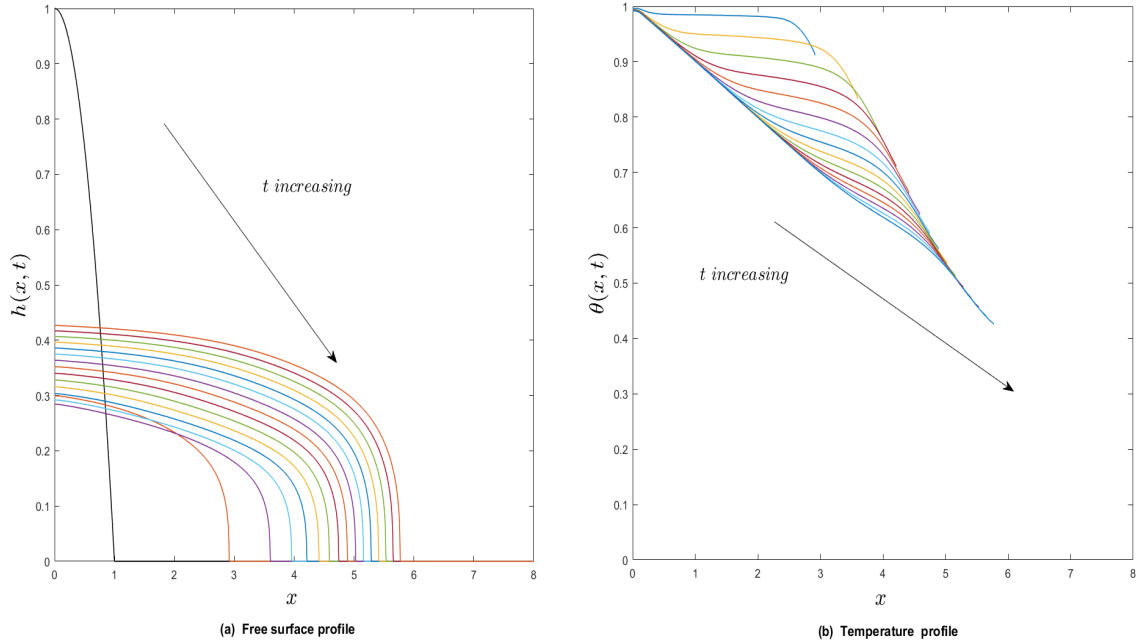 1
0.9
0.8
0.7
0.6
0.5
0.4
0.3
0.2
0.1
0
h(x, t)
t increasing
0 1 2 3 4 5 6 7 8
x
(a) Free surface profile
1
0.9
0.8
0.7
0.6
0.5
0.4
0.3
0.2
0.1
0
θ(x, t)
t increasing
0 1 2 3 4 5 6 7 8
x
(b) Temperature profile